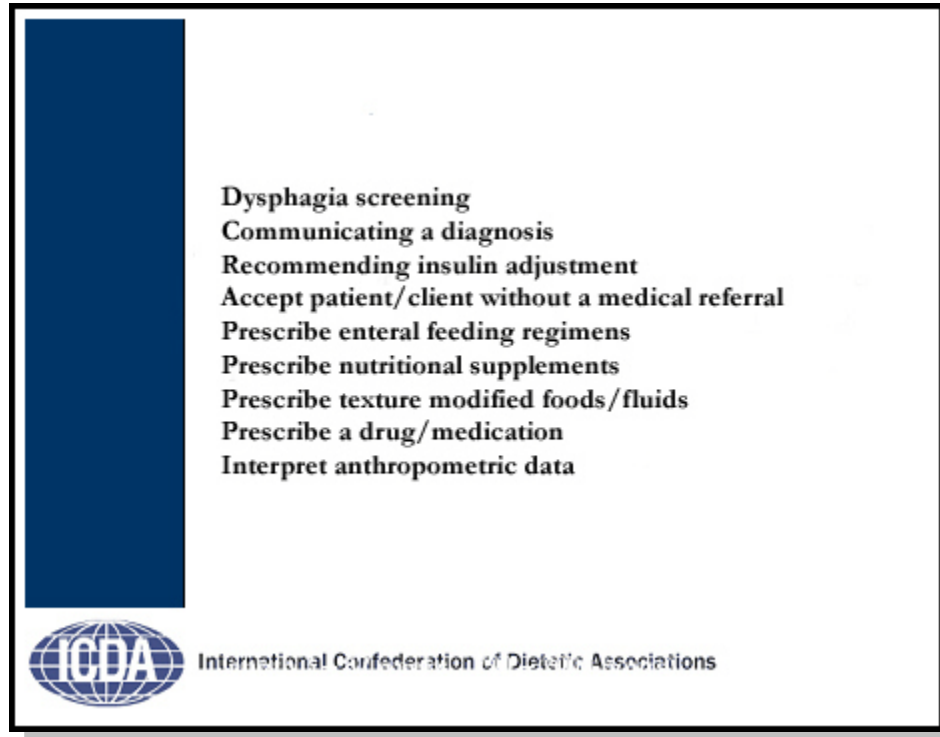 Dysphagia screening
Communicating a diagnosis
Recommending insulin adjustment
Accept patient/client without a medical referral
Prescribe enteral feeding regimens
Prescribe nutritional supplements
Prescribe texture modified foods/fluids
Prescribe a drug/medication
Interpret anthropometric data
ICDA
International Confederation of Dietetic Associations